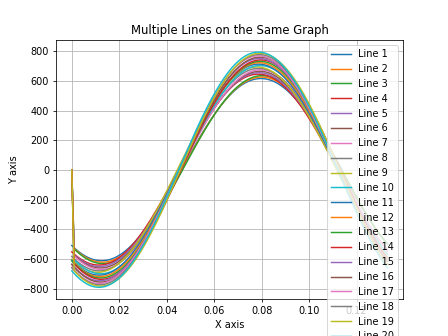 Multiple Lines on the Same Graph
Y axis
800
600
400
200
0
−200
−400
−600
−800
0.00
0.02
0.04
0.06
0.08
0.10
X axis
Line 1
Line 2
Line 3
Line 4
Line 5
Line 6
Line 7
Line 8
Line 9
Line 10
Line 11
Line 12
Line 13
Line 14
Line 15
Line 16
Line 17
Line 18
Line 19
Line 20